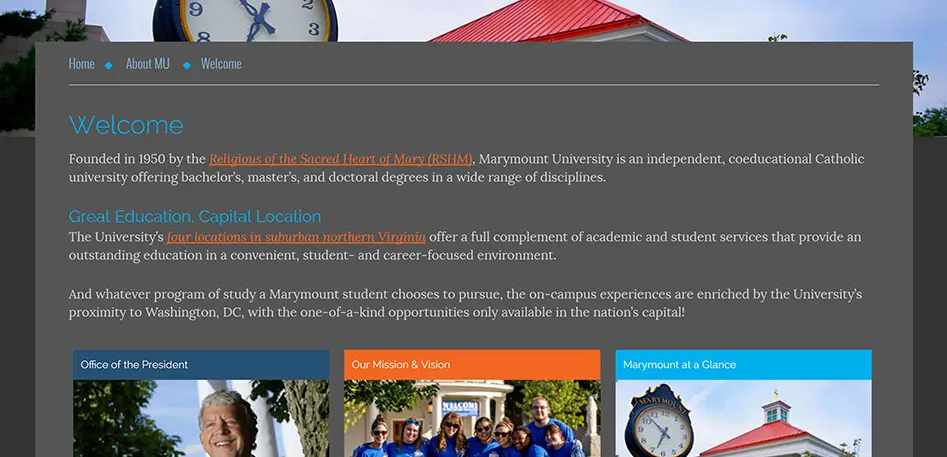 Home ◆ About MU ◆ Welcome
Welcome
Founded in 1950 by the Religious of the Sacred Heart of Mary (RSHM), Marymount University is an independent, coeducational Catholic
university offering bachelor's, master's, and doctoral degrees in a wide range of disciplines.
Great Education, Capital Location
The University's four locations in suburban northern Virginia offer a full complement of academic and student services that provide an
outstanding education in a convenient, student- and career-focused environment.
And whatever program of study a Marymount student chooses to pursue, the on-campus experiences are enriched by the University's
proximity to Washington, DC, with the one-of-a-kind opportunities only available in the nation's capital!
Office of the President
Our Mission & Vision
Marymount at a Glance
WELCOME
MARYMOUNT